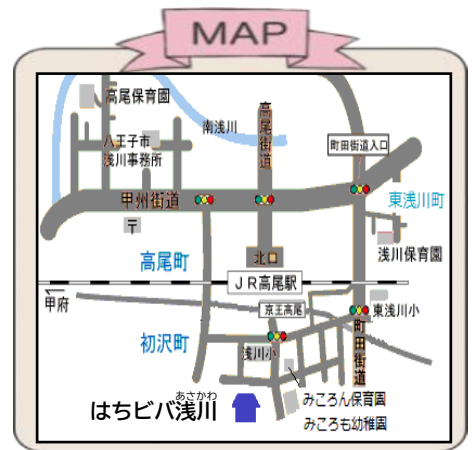 MAP
高尾保育園
南浅川
高尾街道
町田街道入口
八王子市
浅川事務所
甲州街道
東浅川町
〒
浅川保育園
高尾町
北口
JR高尾駅
甲府
京王高尾
東浅川小
初沢町
浅川小
町田街道
みころん保育園
みころも幼稚園
あさかわ
はちビバ浅川